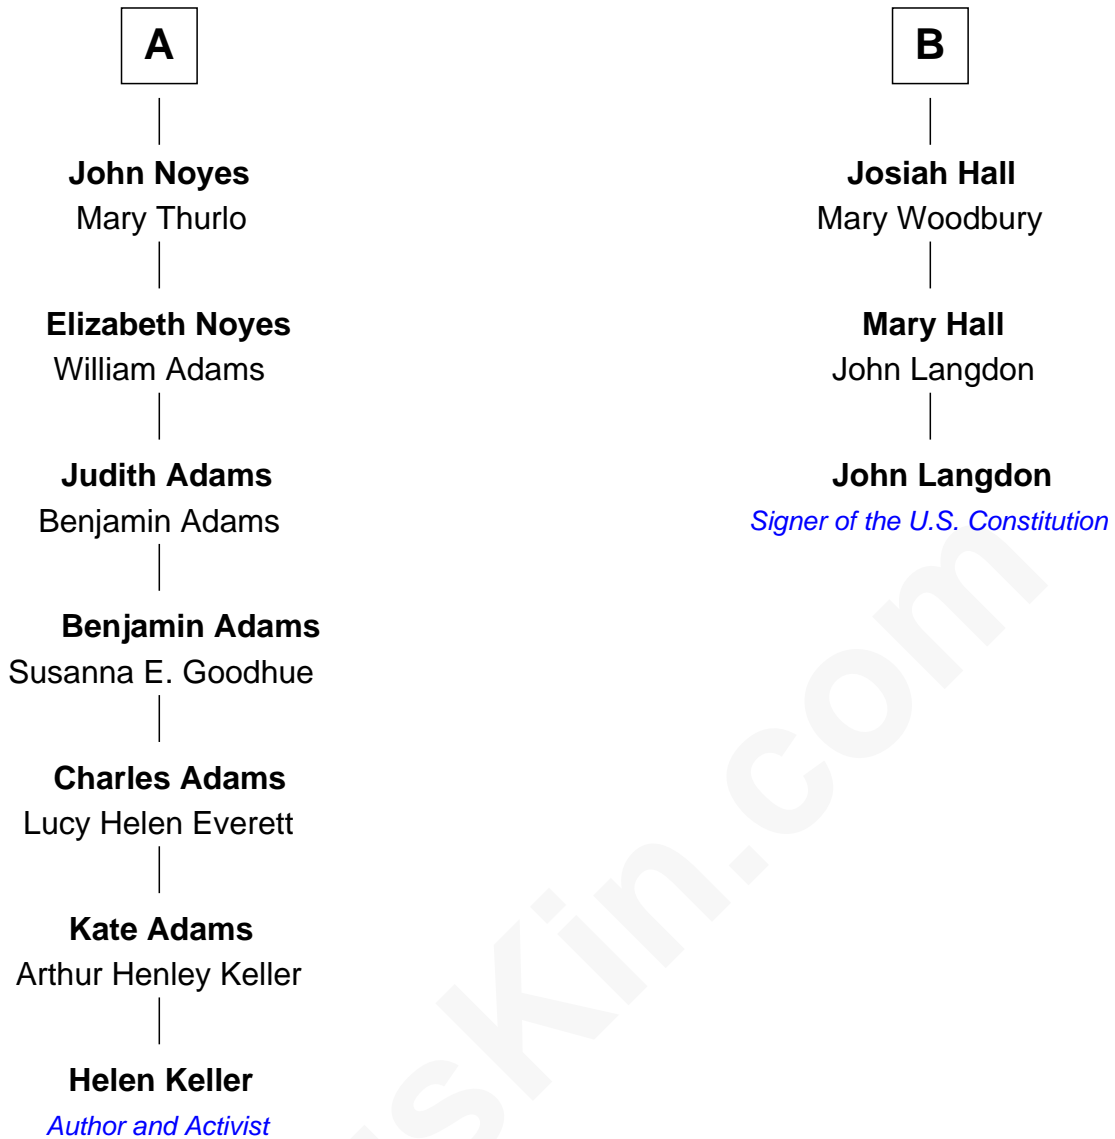 A
John Noyes
Mary Thurlo
Elizabeth Noyes
William Adams
Judith Adams
Benjamin Adams
Benjamin Adams
Susanna E. Goodhue
Charles Adams
Lucy Helen Everett
Kate Adams
Arthur Henley Keller
Helen Keller
Author and Activist
B
Josiah Hall
Mary Woodbury
Mary Hall
John Langdon
John Langdon
Signer of the U.S. Constitution